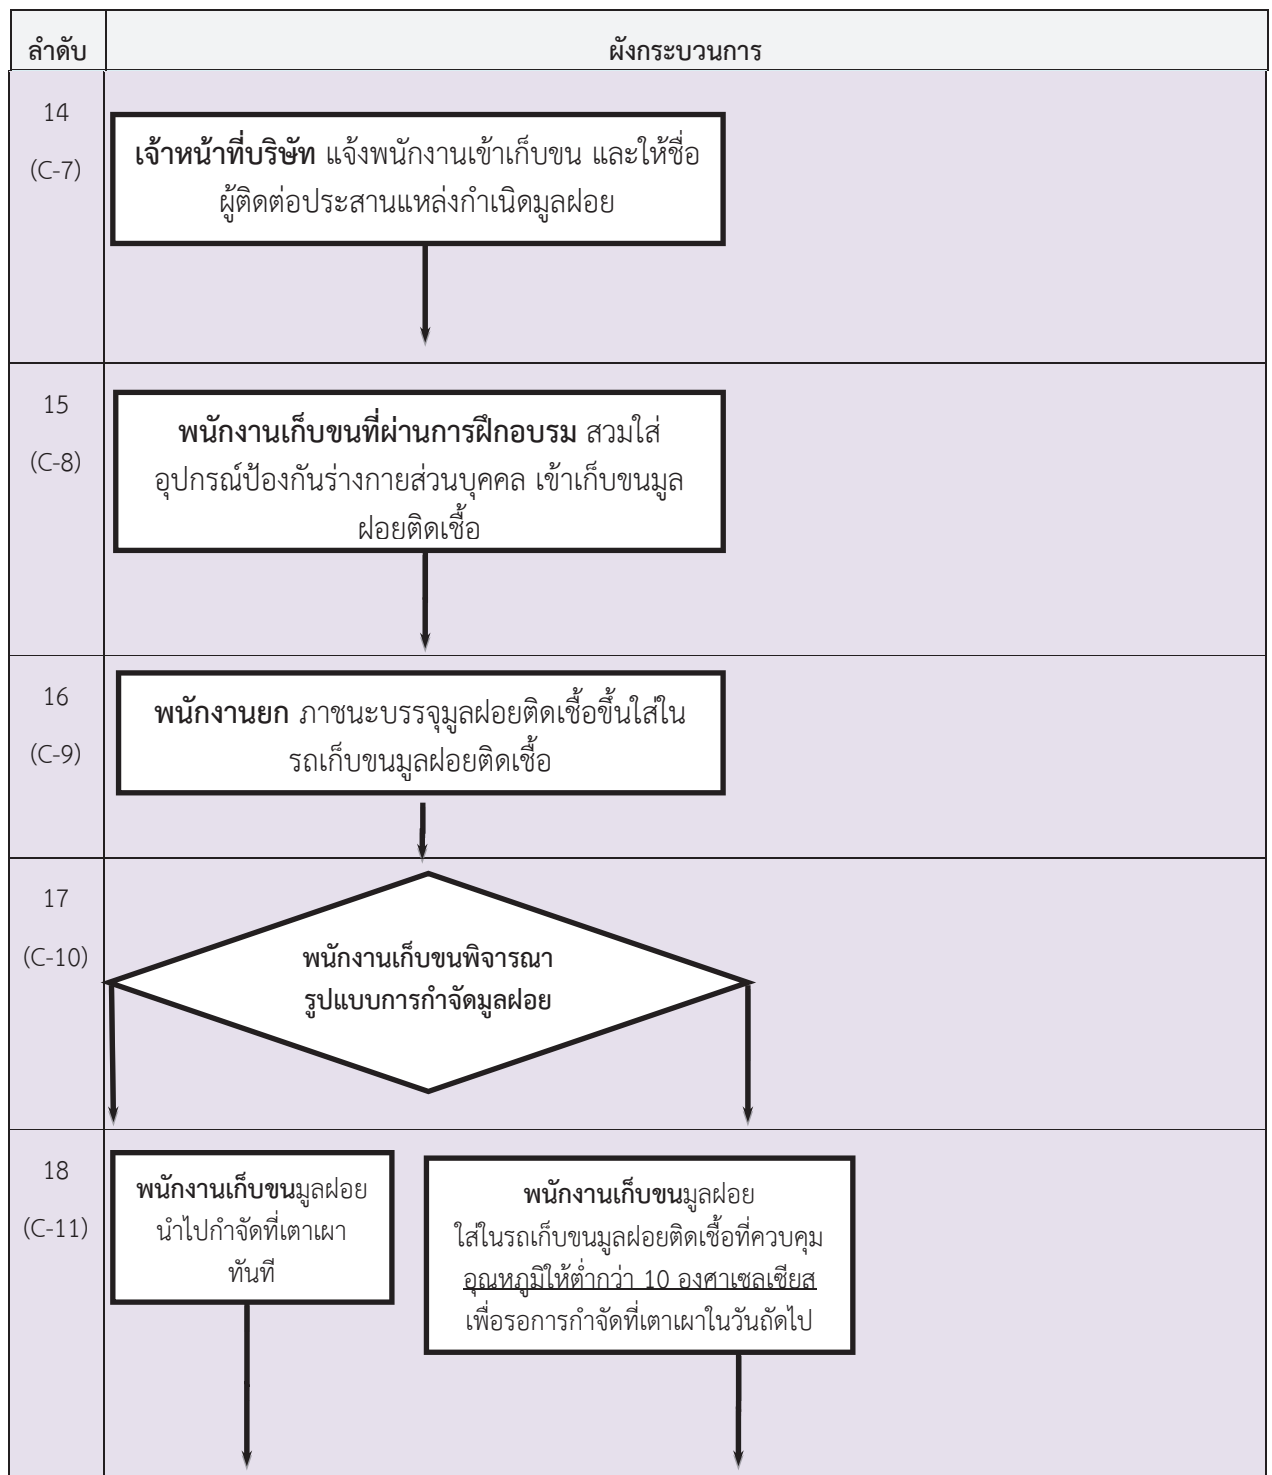 ลำดับ ผังกระบวนการ
14
(C-7)
เจ้าหน้าที่บริษัท แจ้งพนักงานเข้าเก็บขน และให้ชื่อ
ผู้ติดต่อประสานแหล่งกำเนิดมูลฝอย
15
(C-8)
พนักงานเก็บขนที่ผ่านการฝึกอบรม สวมใส่
อุปกรณ์ป้องกันร่างกายส่วนบุคคล เข้าเก็บขนมูล
ฝอยติดเชื้อ
16
(C-9)
พนักงานยก ภาชนะบรรจุมูลฝอยติดเชื้อขึ้นใส่ใน
รถเก็บขนมูลฝอยติดเชื้อ
17
(C-10)
พนักงานเก็บขนพิจารณา
รูปแบบการกำจัดมูลฝอย
18
(C-11)
พนักงานเก็บขนมูลฝอย
นำไปกำจัดที่เตาเผา
ทันที
พนักงานเก็บขนมูลฝอย
ใส่ในรถเก็บขนมูลฝอยติดเชื้อที่ควบคุม
อุณหภูมิให้ต่ำกว่า 10 องศาเซลเซียส
เพื่อรอการกำจัดที่เตาเผาในวันถัดไป